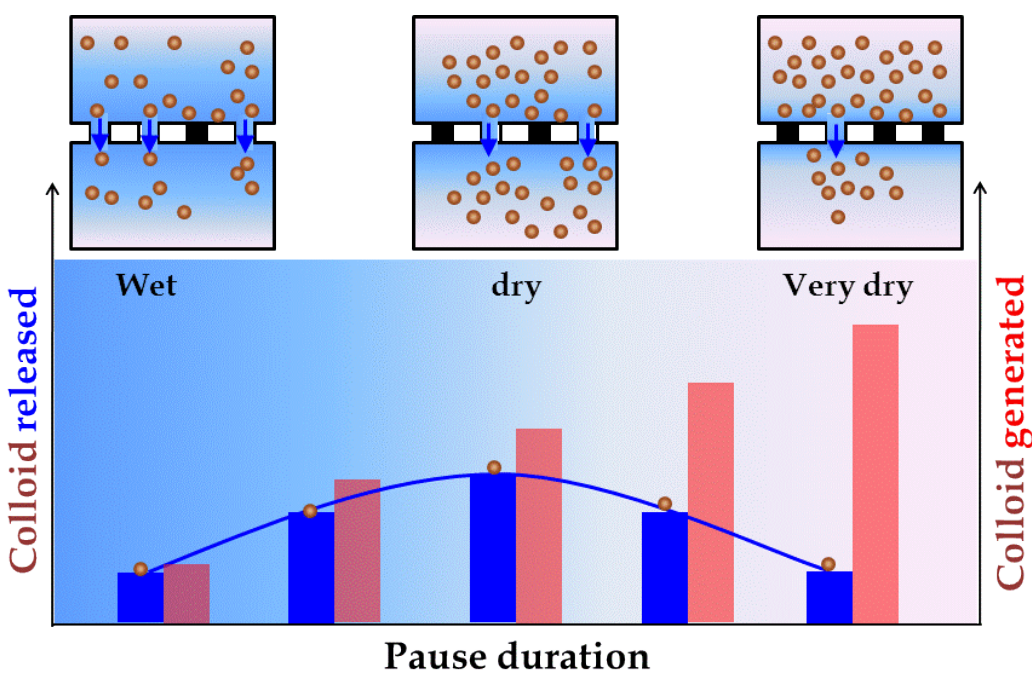 Wet
dry
Very dry
Colloid released
Colloid generated
Pause duration